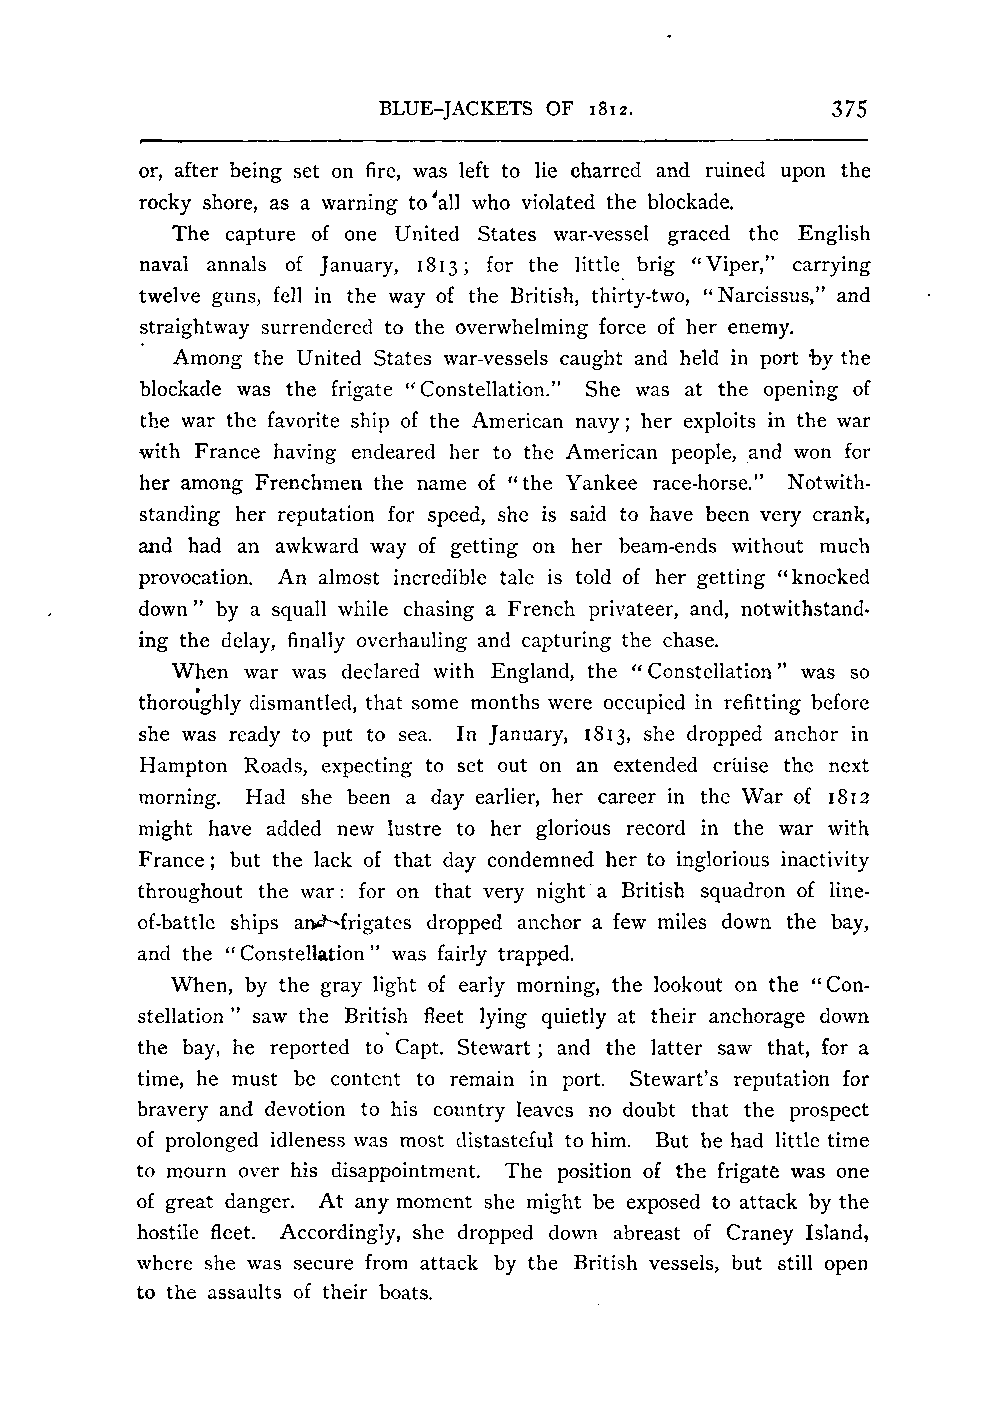 BLUE-JACKETS OF 1812. 375
or, after being set on fire, was left to lie charred and ruined upon the
rocky shore, as a warning to all who violated the blockade.
The capture of one United States war-vessel graced the English
naval annals of January, 1813; for the little brig “Viper,” carrying
twelve guns, fell in the way of the British, thirty-two, “Narcissus,” and
straightway surrendered to the overwhelming force of her enemy.
Among the United States war-vessels caught and held in port by the
blockade was the frigate “Constellation.” She was at the opening of
the war the favorite ship of the American navy; her exploits in the war
with France having endeared her to the American people, and won for
her among Frenchmen the name of “the Yankee race-horse.” Notwith-
standing her reputation for speed, she is said to have been very crank,
and had an awkward way of getting on her beam-ends without much
provocation. An almost incredible tale is told of her getting “knocked
down” by a squall while chasing a French privateer, and, notwithstand-
ing the delay, finally overhauling and capturing the chase.
When war was declared with England, the “Constellation” was so
thoroughly dismantled, that some months were occupied in refitting before
she was ready to put to sea. In January, 1813, she dropped anchor in
Hampton Roads, expecting to set out on an extended cruise the next
morning. Had she been a day earlier, her career in the War of 1812
might have added new lustre to her glorious record in the war with
France; but the lack of that day condemned her to inglorious inactivity
throughout the war: for on that very night a British squadron of line-
of-battle ships and frigates dropped anchor a few miles down the bay,
and the “Constellation” was fairly trapped.
When, by the gray light of early morning, the lookout on the “Con-
stellation” saw the British fleet lying quietly at their anchorage down
the bay, he reported to Capt. Stewart; and the latter saw that, for a
time, he must be content to remain in port. Stewart’s reputation for
bravery and devotion to his country leaves no doubt that the prospect
of prolonged idleness was most distasteful to him. But he had little time
to mourn over his disappointment. The position of the frigate was one
of great danger. At any moment she might be exposed to attack by the
hostile fleet. Accordingly, she dropped down abreast of Craney Island,
where she was secure from attack by the British vessels, but still open
to the assaults of their boats.